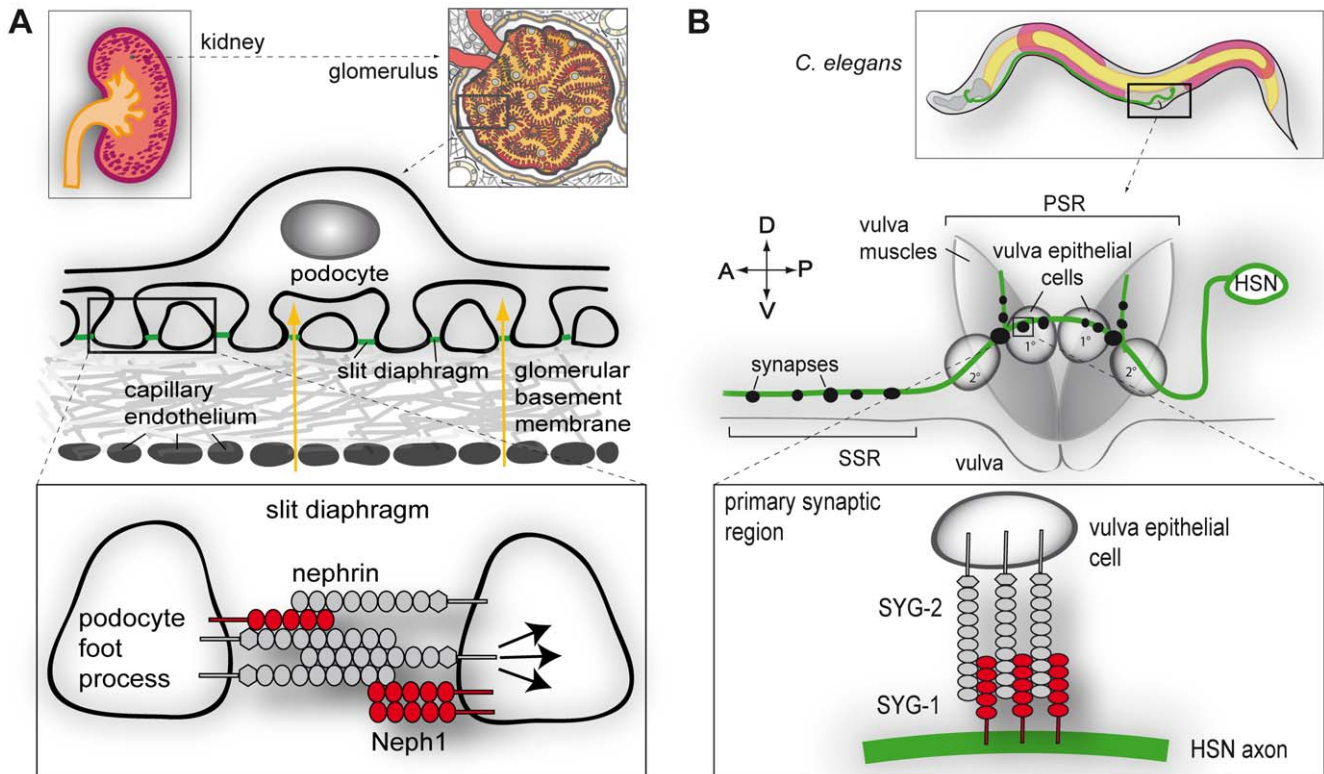 A
kidney
glomerulus
podocyte
slit diaphragm
capillary
endothelium
glomerular
basement
membrane
slit diaphragm
nephrin
podocyte
foot
process
Neph1
B
C. elegans
PSR
vulva
muscles
vulva epithelial
cells
D
A
P
V
HSN
synapses
1°
1°
2°
2°
SSR
vulva
primary synaptic
region
vulva epithelial
cell
SYG-2
SYG-1
HSN axon